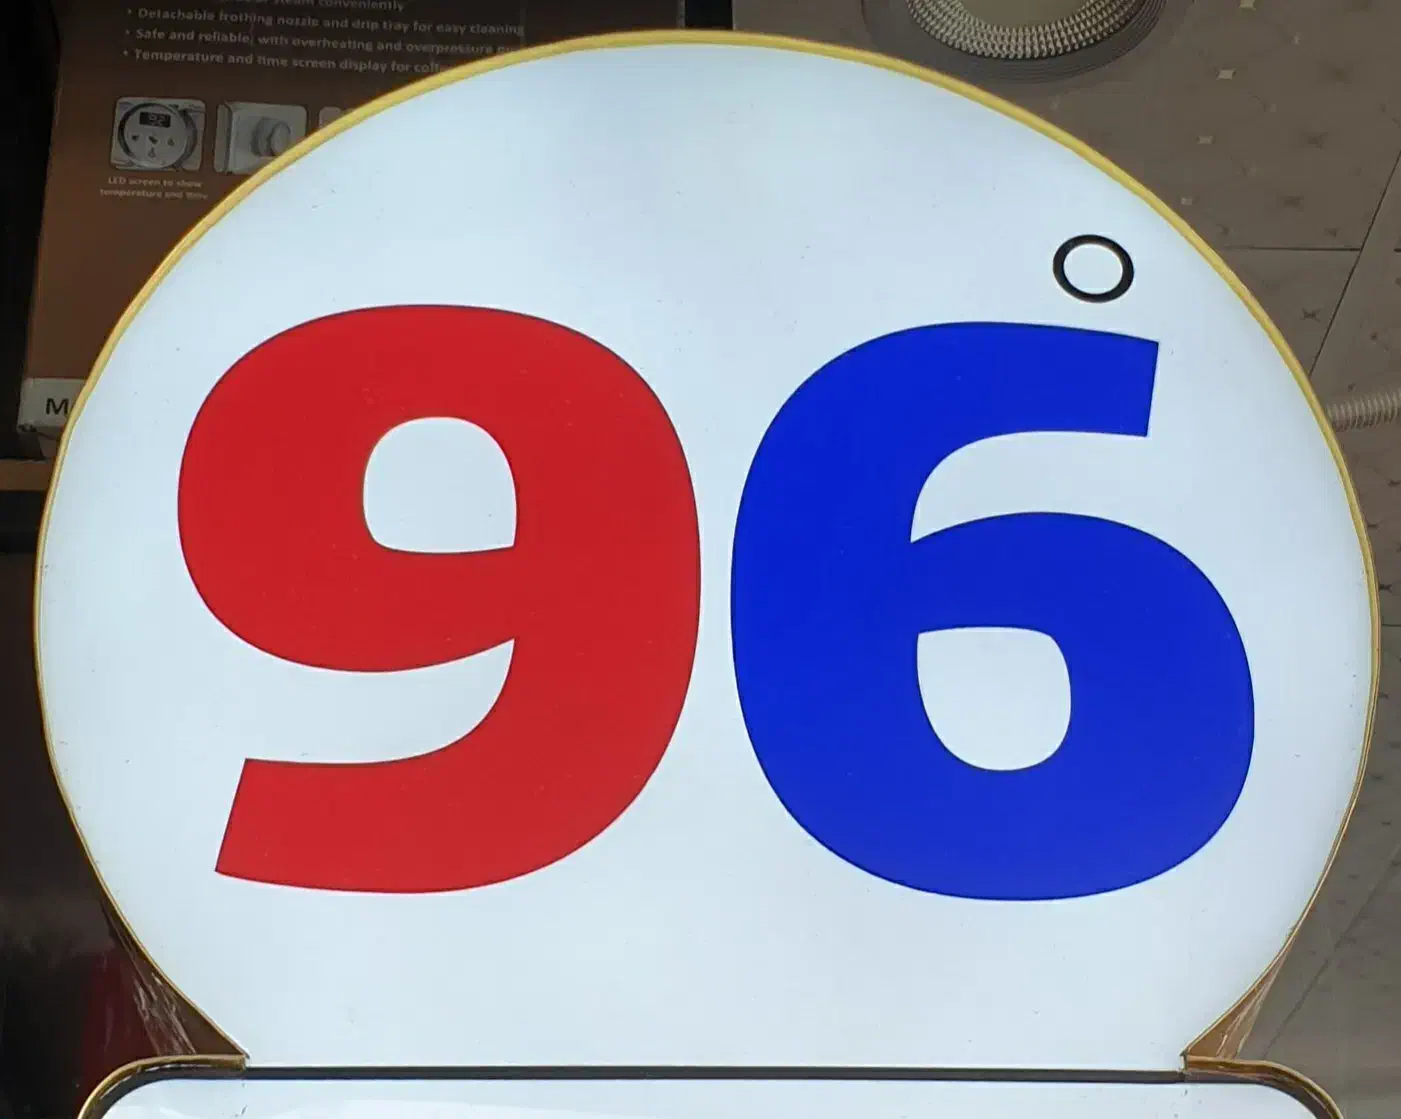 • Detachable frothing nozzle and drip tray for easy cleaning
• Safe and reliable, with overheating and overpressure
• Temperature and time screen display for
92
LED screen to show
temperature and time
96°